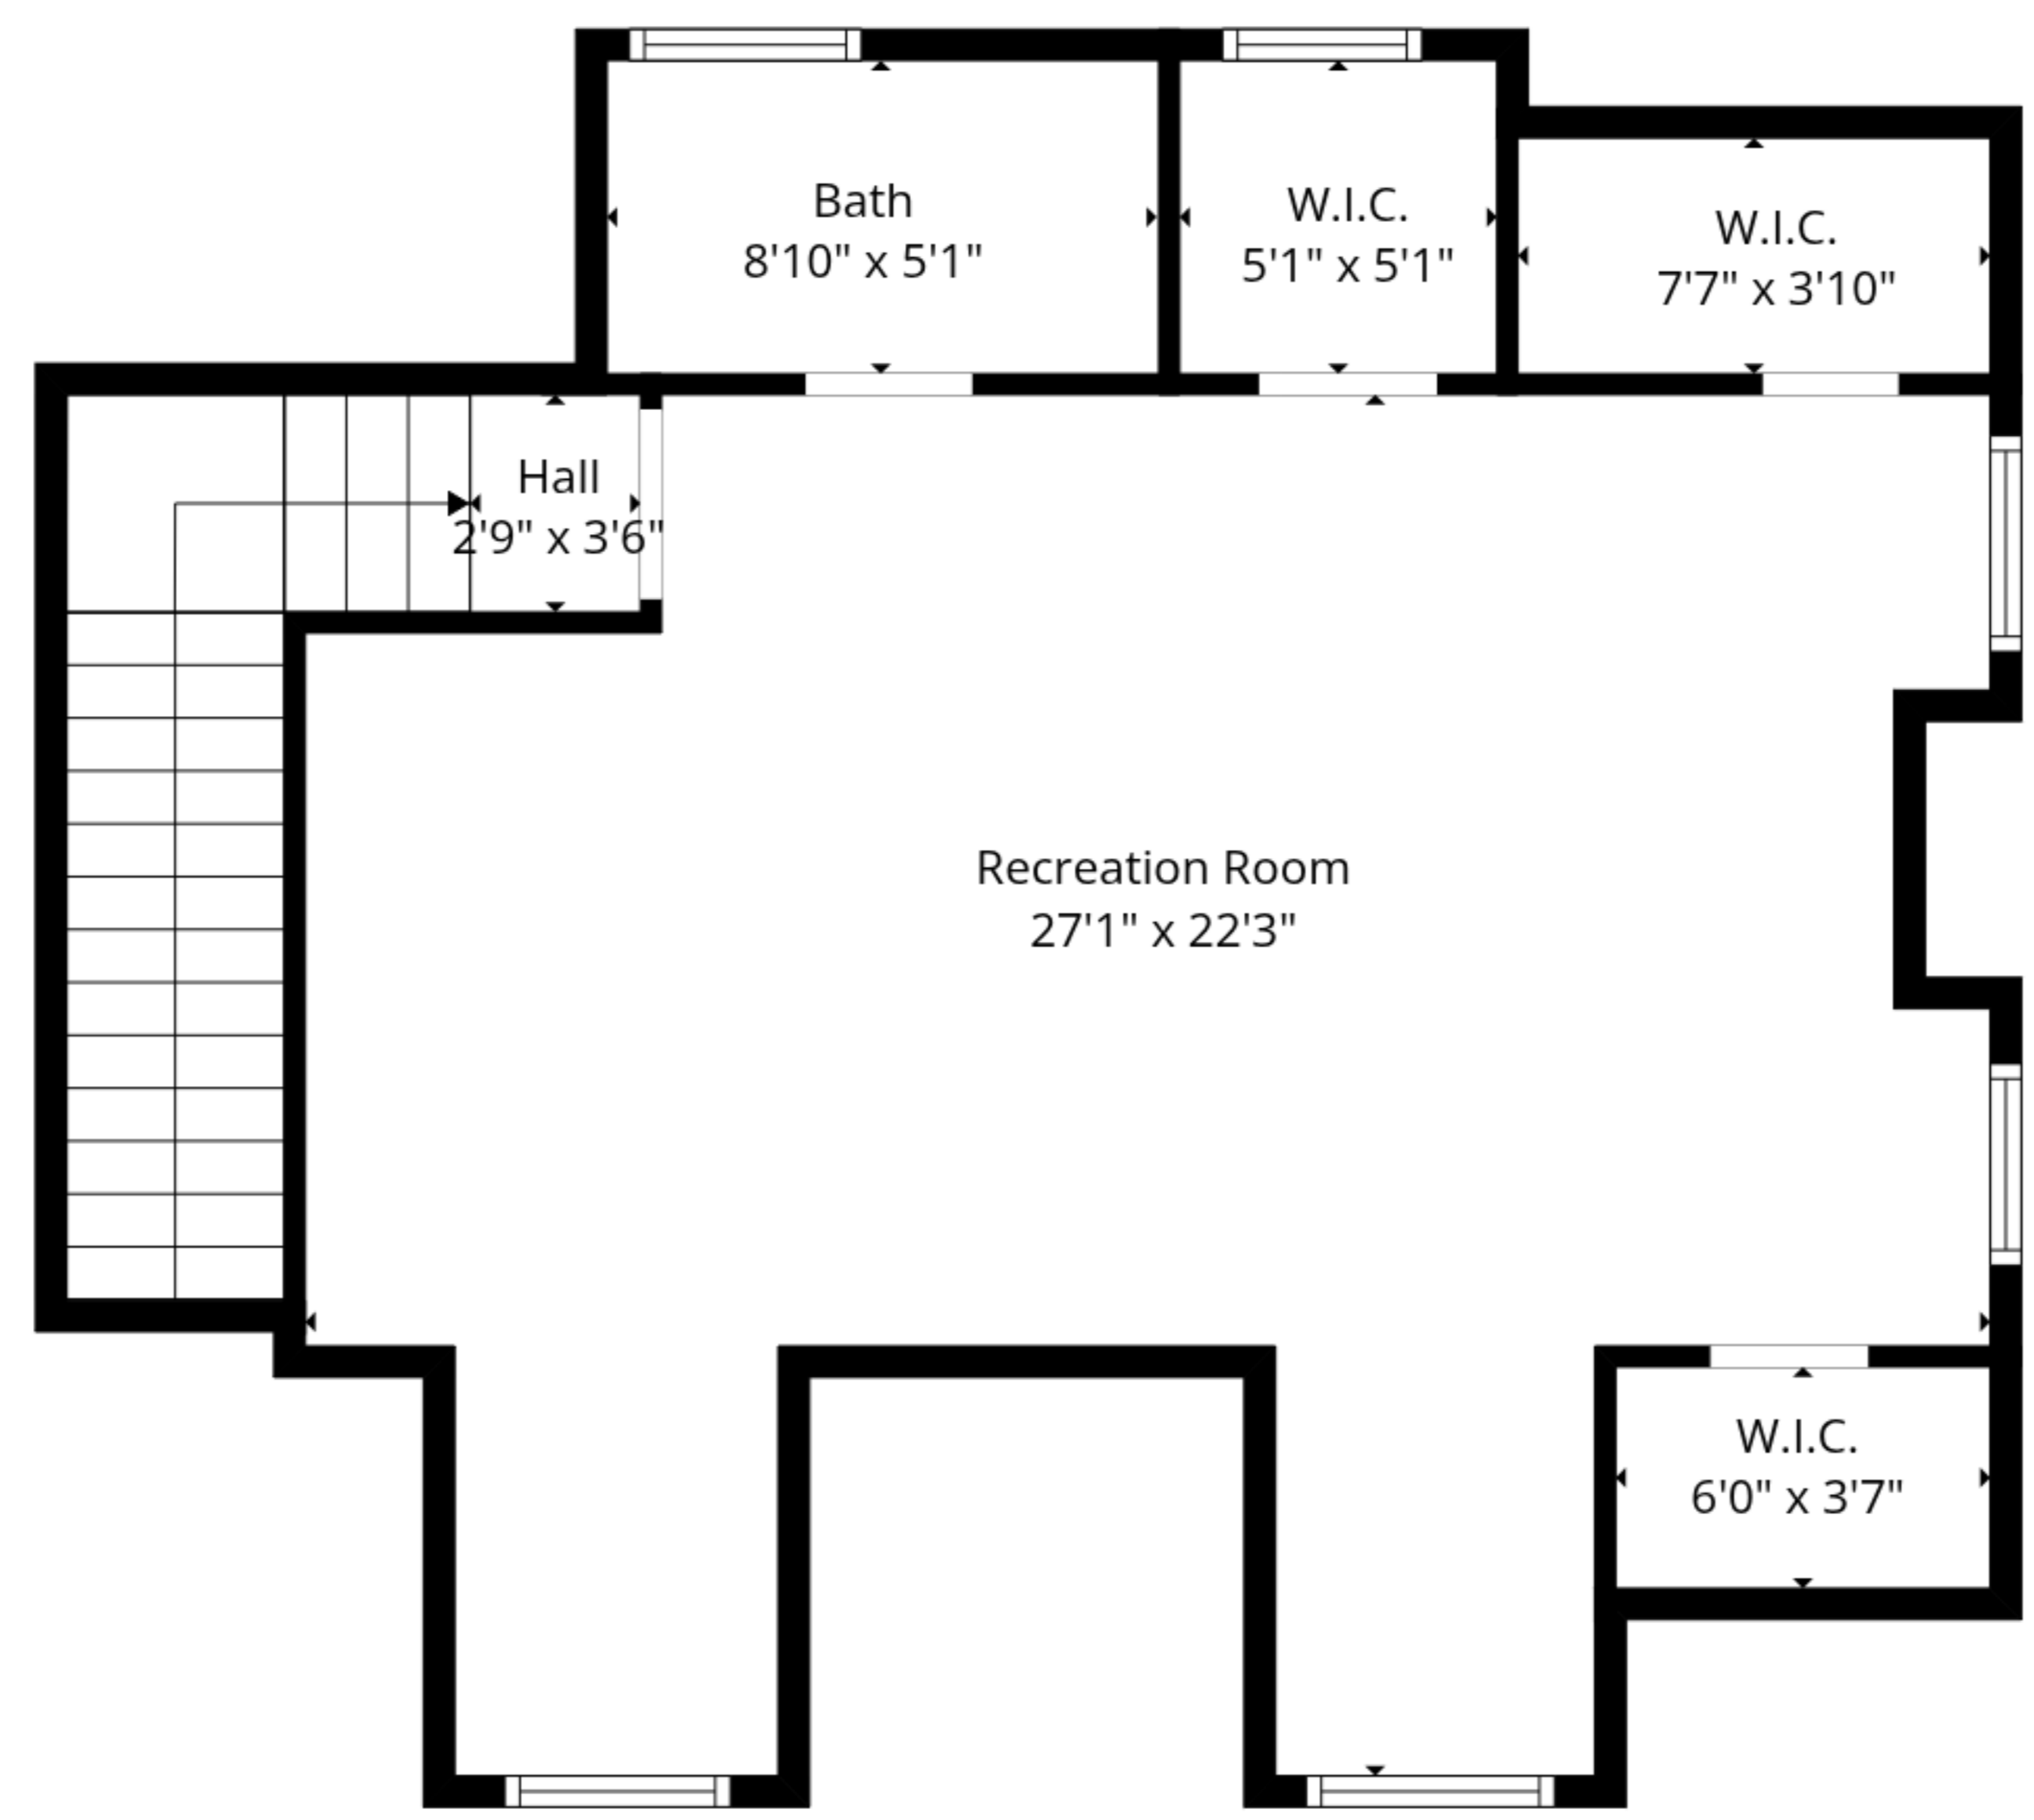 Bath
8'10" x 5'1"
W.I.C.
5'1" x 5'1"
W.I.C.
7'7" x 3'10"
Hall
2'9" x 3'6"
Recreation Room
27'1" x 22'3"
W.I.C.
6'0" x 3'7"